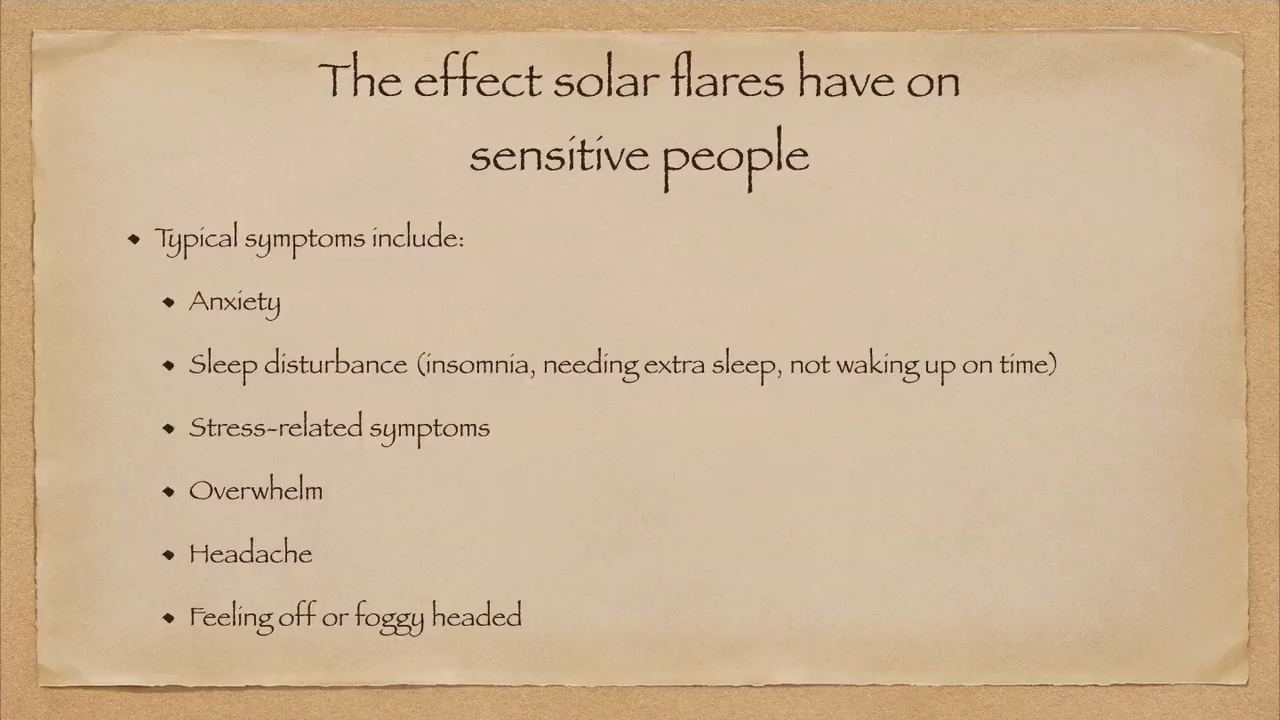 The effect solar flares have on
sensitive people
Typical symptoms include:
Anxiety
Sleep disturbance (insomnia, needing extra sleep, not waking up on time)
Stress-related symptoms
Overwhelm
Headache
Feeling off or foggy headed